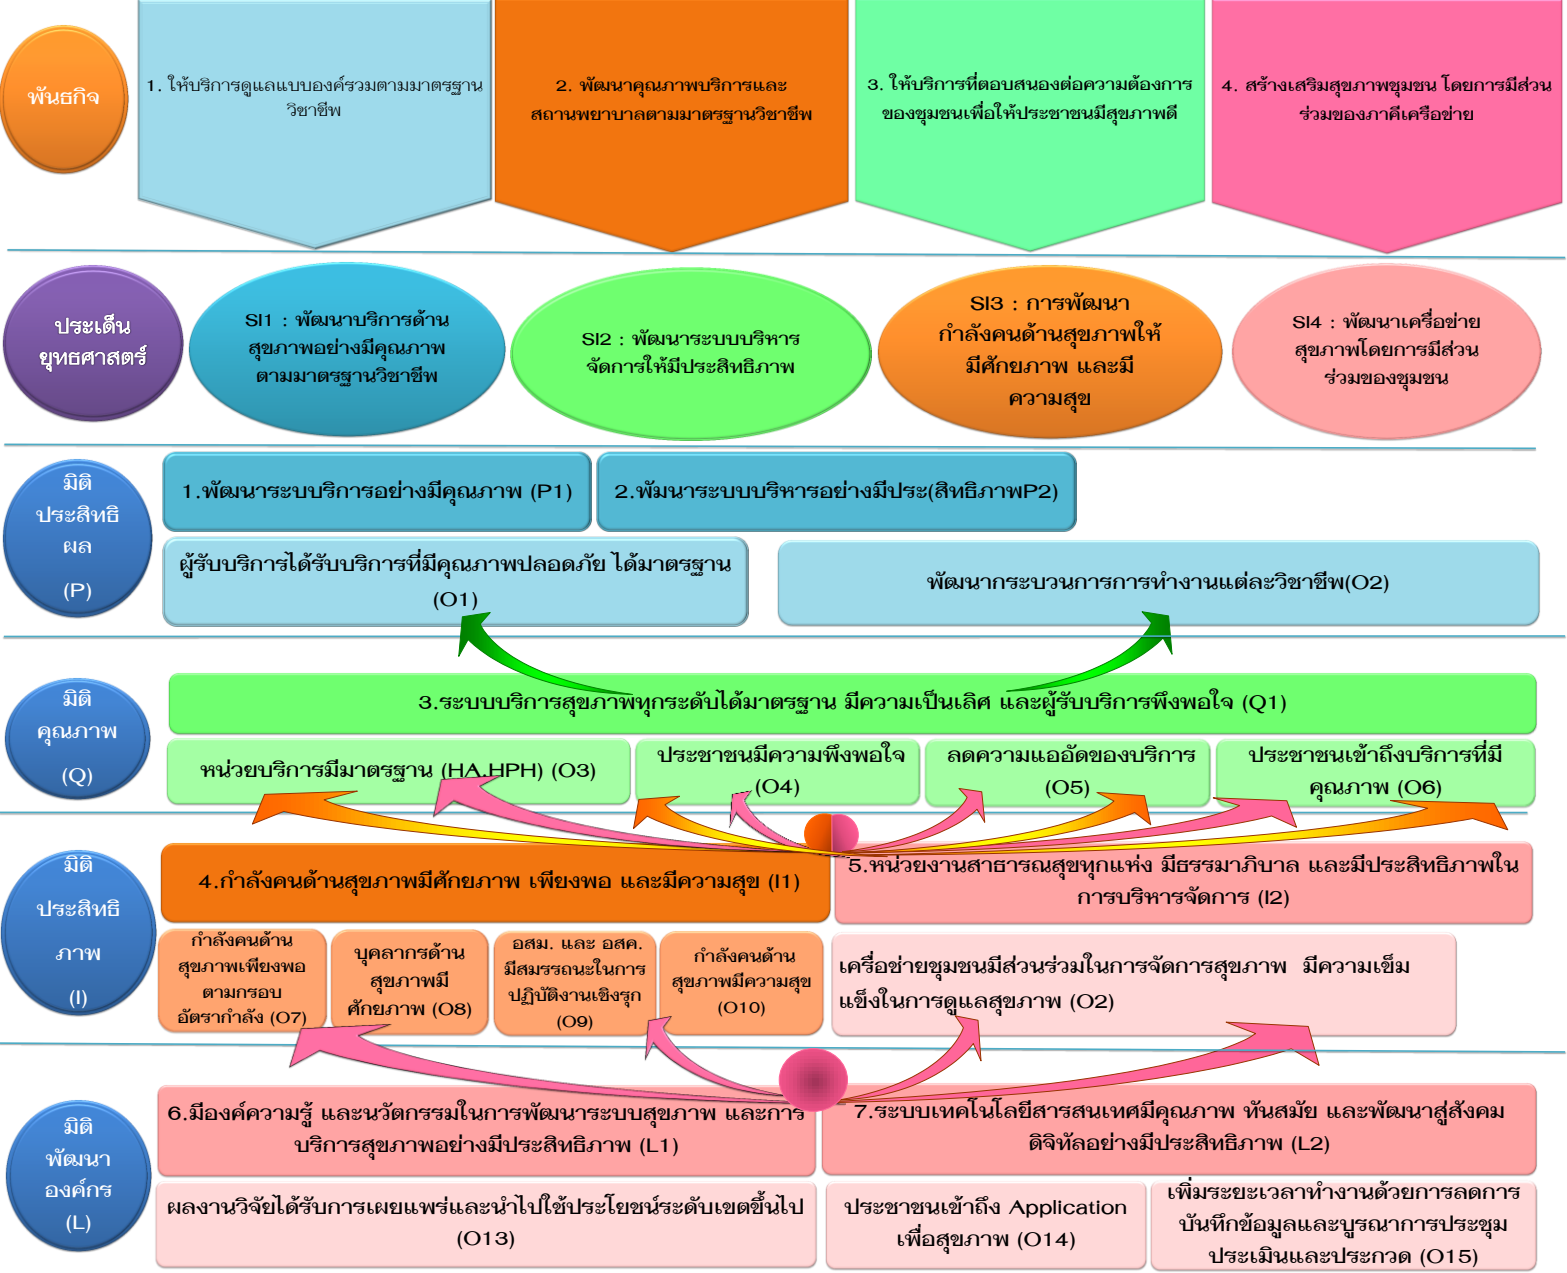 พันธกิจ
1. ให้บริการดูแลแบบองค์รวมตามมาตรฐาน
วิชาชีพ
2. พัฒนาคุณภาพบริการและ
สถานพยาบาลตามมาตรฐานวิชาชีพ
3. ให้บริการที่ตอบสนองต่อความต้องการ
ของชุมชนเพื่อให้ประชาชนมีสุขภาพดี
4. สร้างเสริมสุขภาพชุมชน โดยการมีส่วน
ร่วมของภาคีเครือข่าย
ประเด็น
ยุทธศาสตร์
SI1 : พัฒนาบริการด้าน
สุขภาพอย่างมีคุณภาพ
ตามมาตรฐานวิชาชีพ
SI2 : พัฒนาระบบบริหาร
จัดการให้มีประสิทธิภาพ
SI3 : การพัฒนา
กำลังคนด้านสุขภาพให้
มีศักยภาพ และมี
ความสุข
SI4 : พัฒนาเครือข่าย
สุขภาพโดยการมีส่วน
ร่วมของชุมชน
มิติ
ประสิทธิ
ผล
(P)
1.พัฒนาระบบริการอย่างมีคุณภาพ (P1)
2.พัมนาระบบบริหารอย่างมีประ(สิทธิภาพP2)
ผู้รับบริการได้รับบริการที่มีคุณภาพปลอดภัย ได้มาตรฐาน
(O1)
พัฒนากระบวนการการทำงานแต่ละวิชาชีพ(O2)
มิติ
คุณภาพ
(Q)
3.ระบบบริการสุขภาพทุกระดับได้มาตรฐาน มีความเป็นเลิศ และผู้รับบริการพึงพอใจ (Q1)
หน่วยบริการมีมาตรฐาน (HA,HPH) (O3)
ประชาชนมีความพึงพอใจ
(O4)
ลดความแออัดของบริการ
(O5)
ประชาชนเข้าถึงบริการที่มี
คุณภาพ (O6)
มิติ
ประสิทธิ
ภาพ
(I)
4.กำลังคนด้านสุขภาพมีศักยภาพ เพียงพอ และมีความสุข (I1)
5.หน่วยงานสาธารณสุขทุกแห่ง มีธรรมาภิบาล และมีประสิทธิภาพใน
การบริหารจัดการ (I2)
กำลังคนด้าน
สุขภาพเพียงพอ
ตามกรอบ
อัตรากำลัง (O7)
บุคลากรด้าน
สุขภาพมี
ศักยภาพ (O8)
อสม. และ อสค.
มีสมรรถนะในการ
ปฏิบัติงานเชิงรุก
(O9)
กำลังคนด้าน
สุขภาพมีความสุข
(O10)
เครือข่ายชุมชนมีส่วนร่วมในการจัดการสุขภาพ มีความเข็ม
แข็งในการดูแลสุขภาพ (O2)
มิติ
พัฒนา
องค์กร
(L)
6.มีองค์ความรู้ และนวัตกรรมในการพัฒนาระบบสุขภาพ และการ
บริการสุขภาพอย่างมีประสิทธิภาพ (L1)
7.ระบบเทคโนโลยีสารสนเทศมีคุณภาพ ทันสมัย และพัฒนาสู่สังคม
ดิจิทัลอย่างมีประสิทธิภาพ (L2)
ผลงานวิจัยได้รับการเผยแพร่และนำไปใช้ประโยชน์ระดับเขตขึ้นไป
(O13)
ประชาชนเข้าถึง Application
เพื่อสุขภาพ (O14)
เพิ่มระยะเวลาทำงานด้วยการลดการ
บันทึกข้อมูลและบูรณาการประชุม
ประเมินและประกวด (O15)